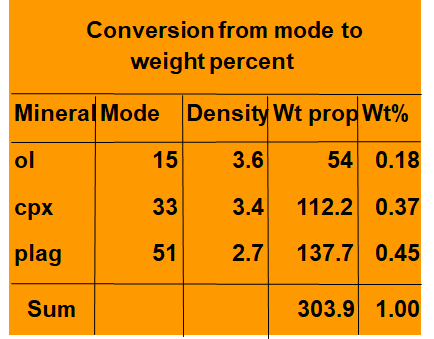 Conversion from mode to
weight percent
Mineral Mode Density Wt prop Wt%
ol 15 3.6 54 0.18
cpx 33 3.4 112.2 0.37
plag 51 2.7 137.7 0.45
Sum 303.9 1.00